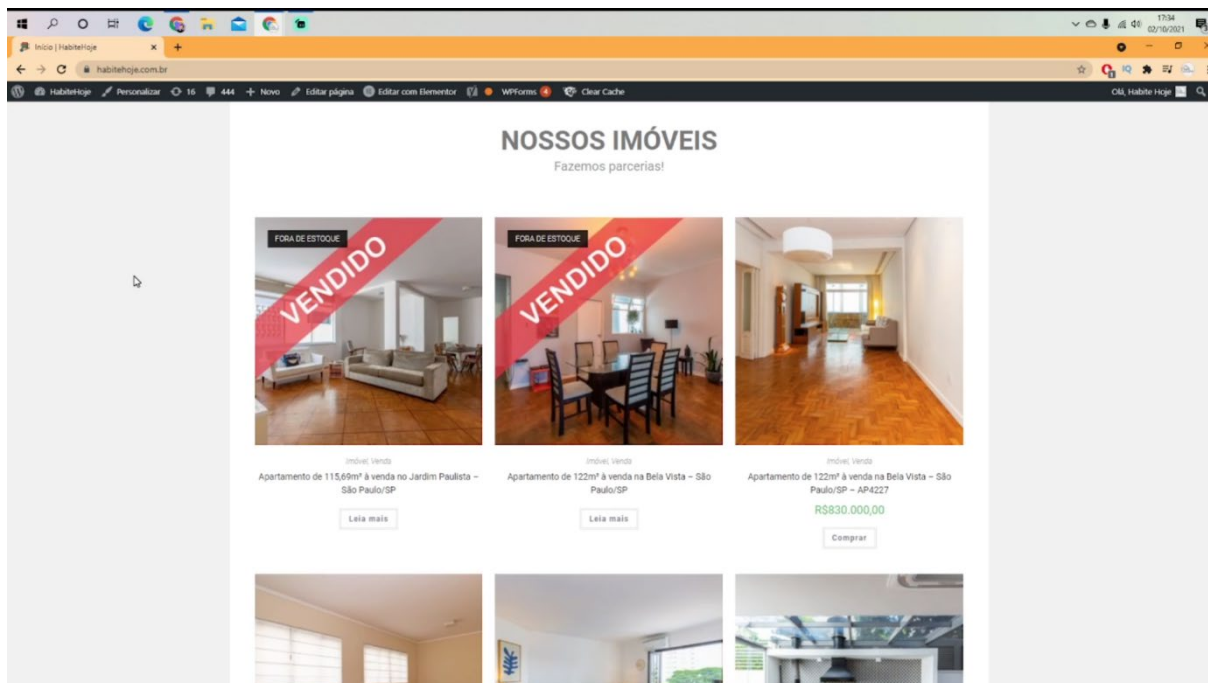 17:34
02/10/2021
Início | HabiteHoje
habitehoje.com.br
HabiteHoje Personalizar 16 444 + Novo Editar página Editar com Elementor WPForms 4 Clear Cache Olá, Habite Hoje
NOSSOS IMÓVEIS
Fazemos parcerias!
FORA DE ESTOQUE
VENDIDO
FORA DE ESTOQUE
VENDIDO
Imóvel, Venda
Apartamento de 115,69m² à venda no Jardim Paulista –
São Paulo/SP
Leia mais
Imóvel, Venda
Apartamento de 122m² à venda na Bela Vista – São
Paulo/SP
Leia mais
Imóvel, Venda
Apartamento de 122m² à venda na Bela Vista – São
Paulo/SP – AP4227
R$830.000,00
Comprar